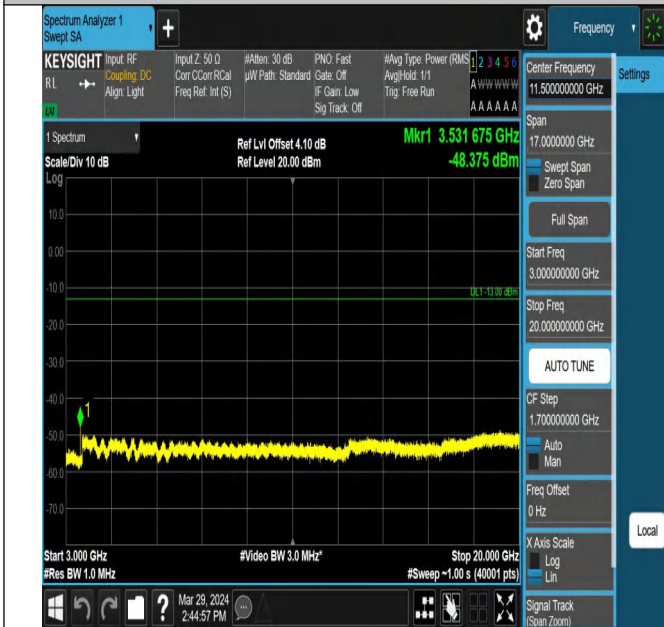 Spectrum Analyzer 1
Swept SA
Frequency
KEYSIGHT
RL
LXI
Input: RF
Coupling: DC
Align: Light
Input Z: 50 Ω
Corr CCorr RCal
Freq Ref: Int (S)
#Atten: 30 dB
µW Path: Standard
PNO: Fast
Gate: Off
IF Gain: Low
Sig Track: Off
#Avg Type: Power (RMS
Avg|Hold: 1/1
Trig: Free Run
1 2 3 4 5 6
A W W W W W
A A A A A A
1 Spectrum
Scale/Div 10 dB
Log
Ref Lvl Offset 4.10 dB
Ref Level 20.00 dBm
Mkr1 3.531 675 GHz
-48.375 dBm
10.0
0.00
-10.0
DL1 -13.00 dBm
-20.0
-30.0
-40.0
1
-50.0
-60.0
-70.0
Start 3.000 GHz
#Res BW 1.0 MHz
#Video BW 3.0 MHz*
Stop 20.000 GHz
#Sweep ~1.00 s (40001 pts)
Center Frequency
11.500000000 GHz
Settings
Span
17.0000000 GHz
Swept Span
Zero Span
Full Span
Start Freq
3.000000000 GHz
Stop Freq
20.000000000 GHz
AUTO TUNE
CF Step
1.700000000 GHz
Auto
Man
Freq Offset
0 Hz
X Axis Scale
Log
Lin
Local
Signal Track
(Span Zoom)
?
Mar 29, 2024
2:44:57 PM